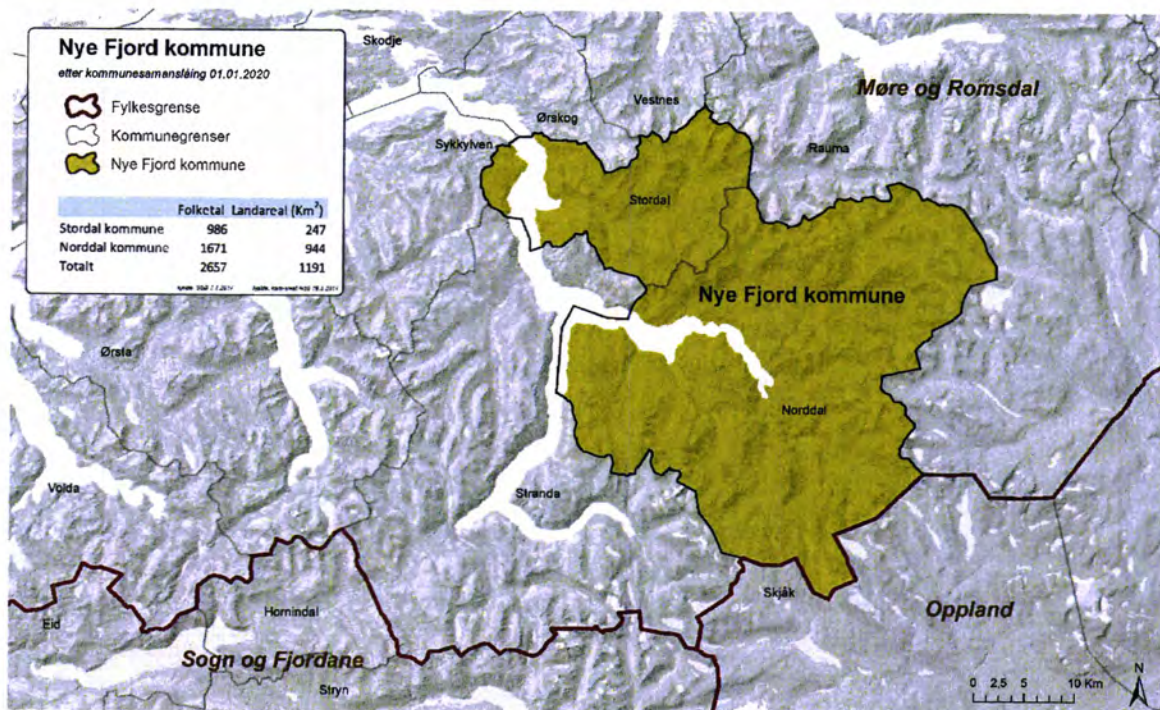 Nye Fjord kommune
etter kommunesamanslåing 01.01.2020
Fylkesgrense
Kommunegrenser
Nye Fjord kommune
Folketal Landareal (Km²)
Stordal kommune 986 247
Norddal kommune 1671 944
Totalt 2657 1191
Skodje
Møre og Romsdal
Vestnes
Ørskog
Sykkylven
Rauma
Stordal
Nye Fjord kommune
Ørsta
Norddal
Volda
Stranda
Skjåk
Hornindal
Eid
Oppland
Sogn og Fjordane
Stryn
N
0 2,5 5 10 Km